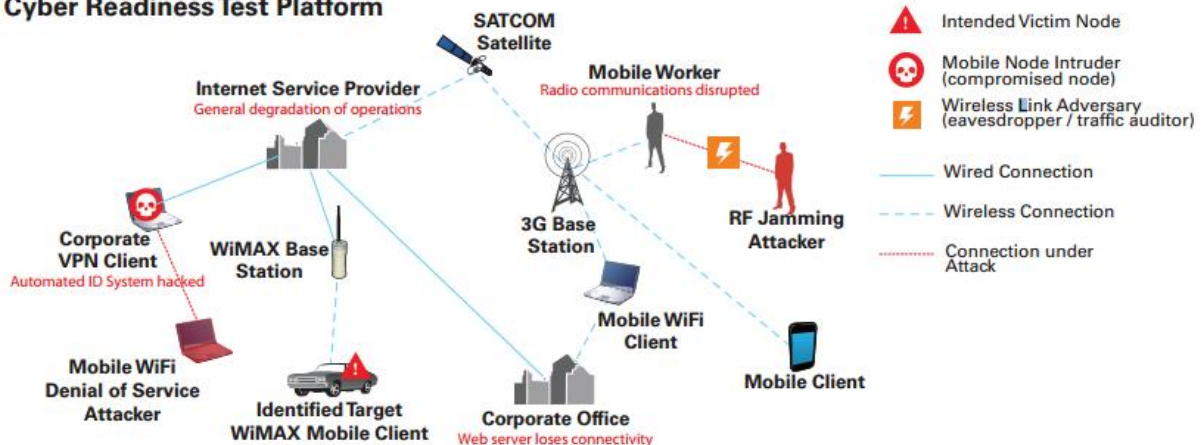 Cyber Readiness Test Platform
SATCOM
Satellite
Internet Service Provider
General degradation of operations
Mobile Worker
Radio communications disrupted
Corporate
VPN Client
Automated ID System hacked
WiMAX Base
Station
3G Base
Station
RF Jamming
Attacker
Mobile WiFi
Client
Mobile WiFi
Denial of Service
Attacker
Identified Target
WiMAX Mobile Client
Corporate Office
Web server loses connectivity
Mobile Client
Intended Victim Node
Mobile Node Intruder
(compromised node)
Wireless Link Adversary
(eavesdropper / traffic auditor)
Wired Connection
Wireless Connection
Connection under
Attack